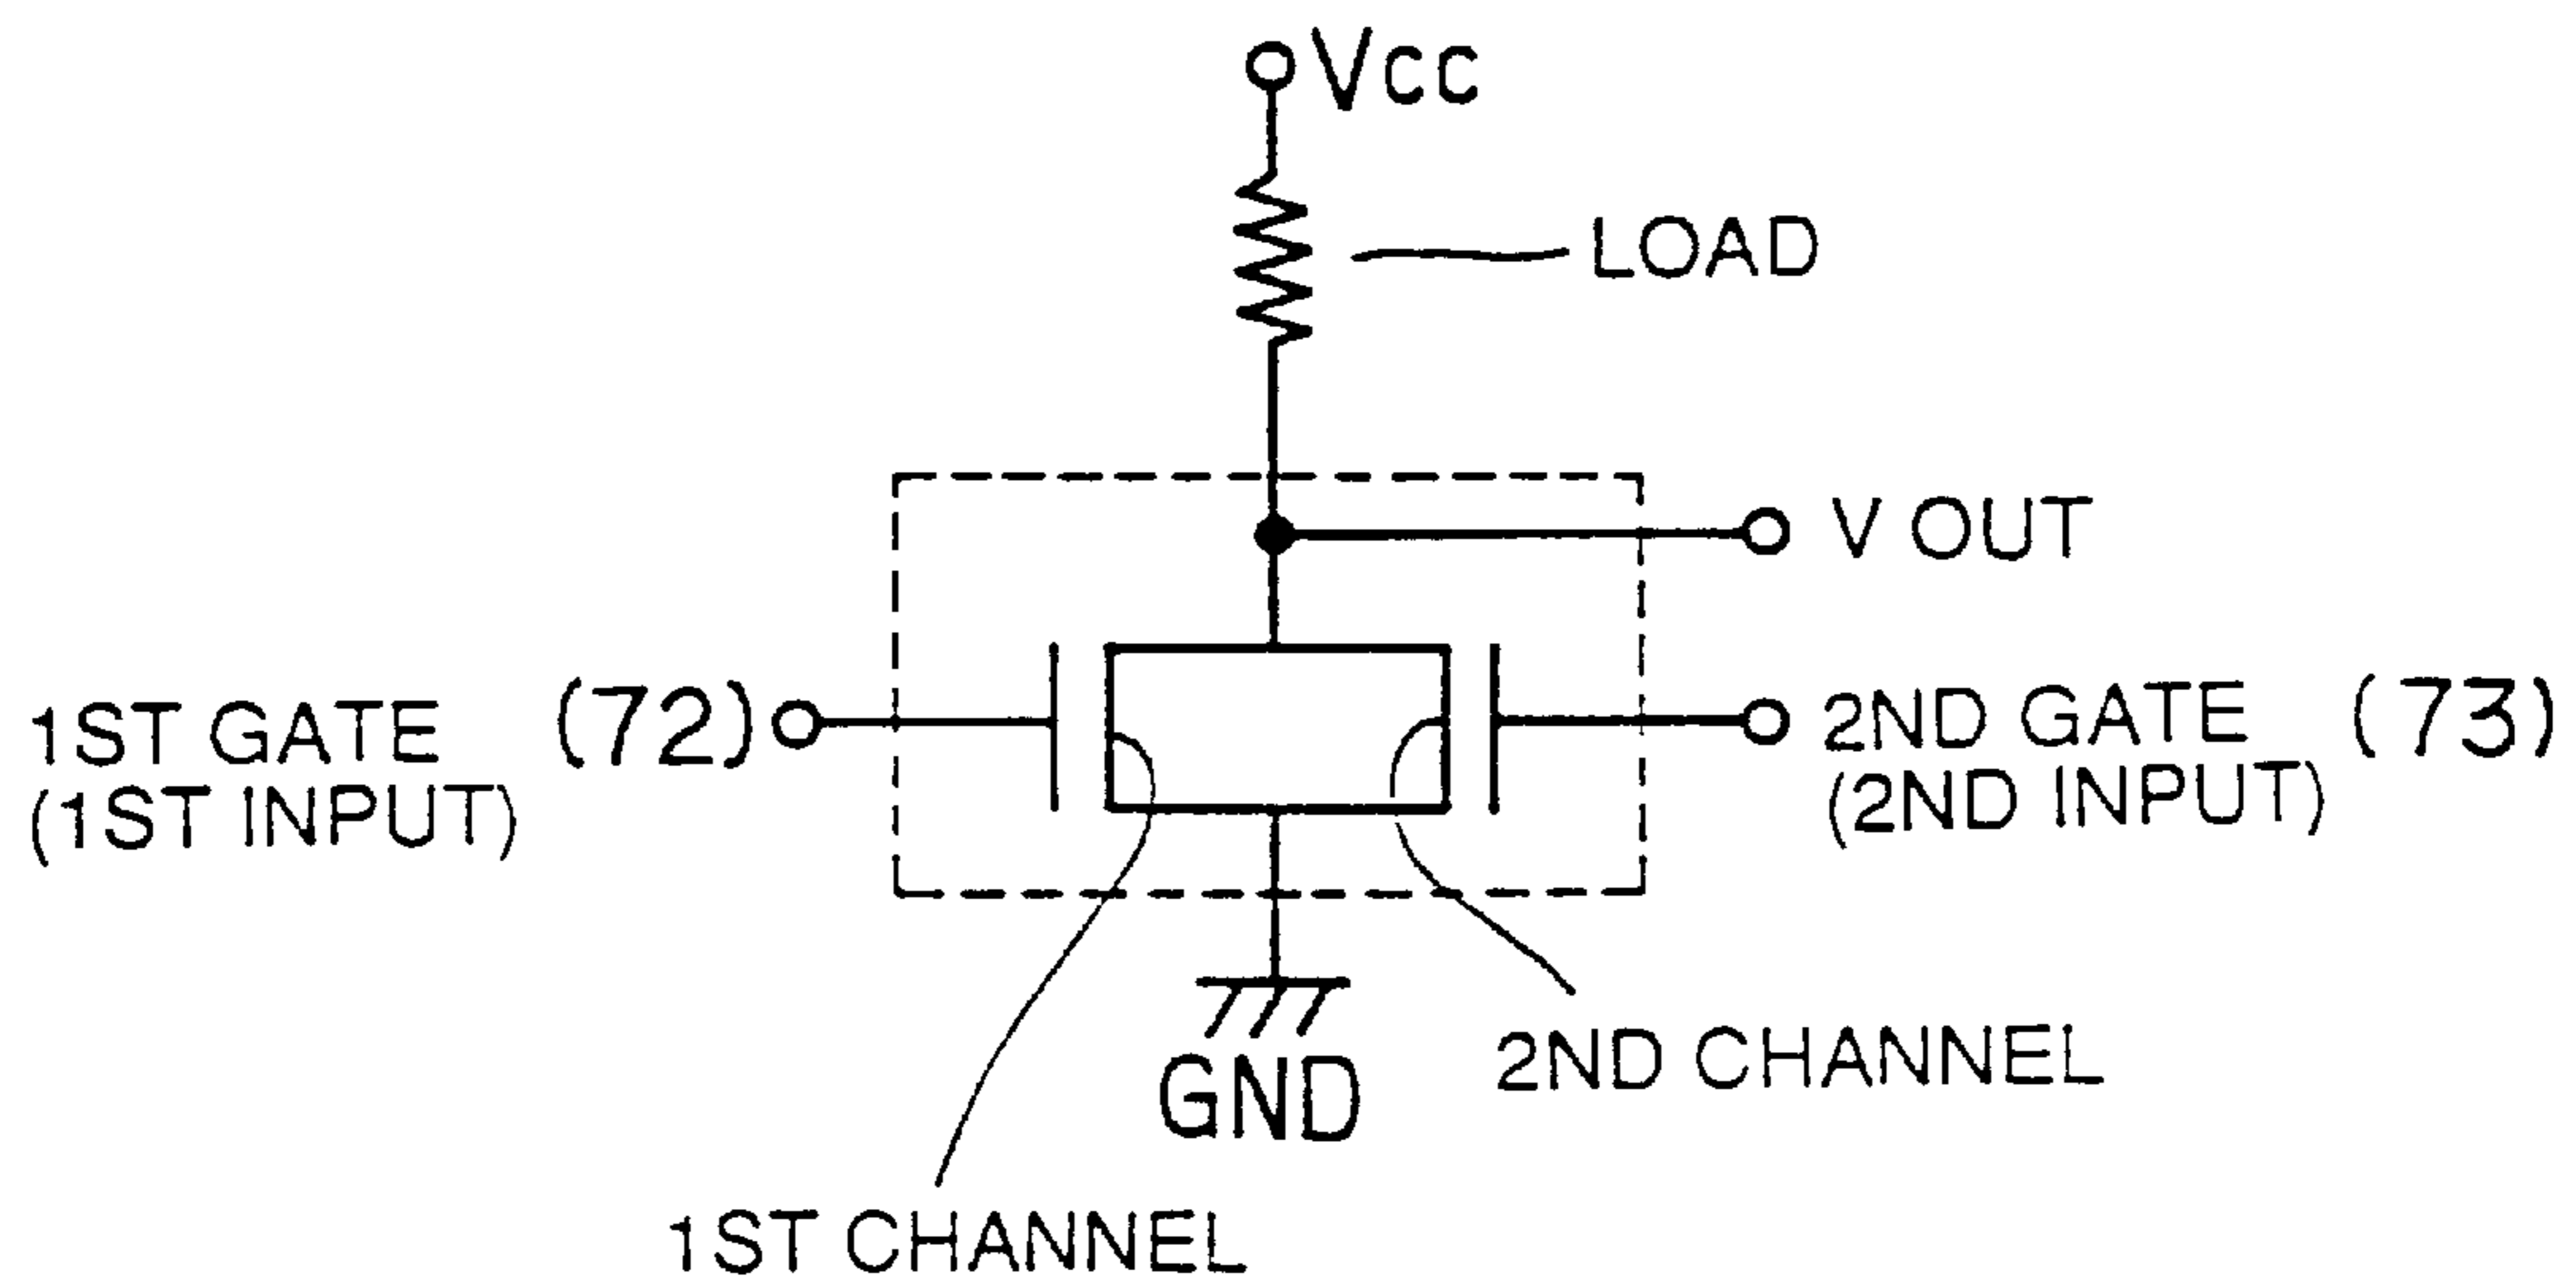 Vcc
LOAD
V OUT
1ST GATE (72)
(1ST INPUT)
2ND GATE (73)
(2ND INPUT)
GND
2ND CHANNEL
1ST CHANNEL